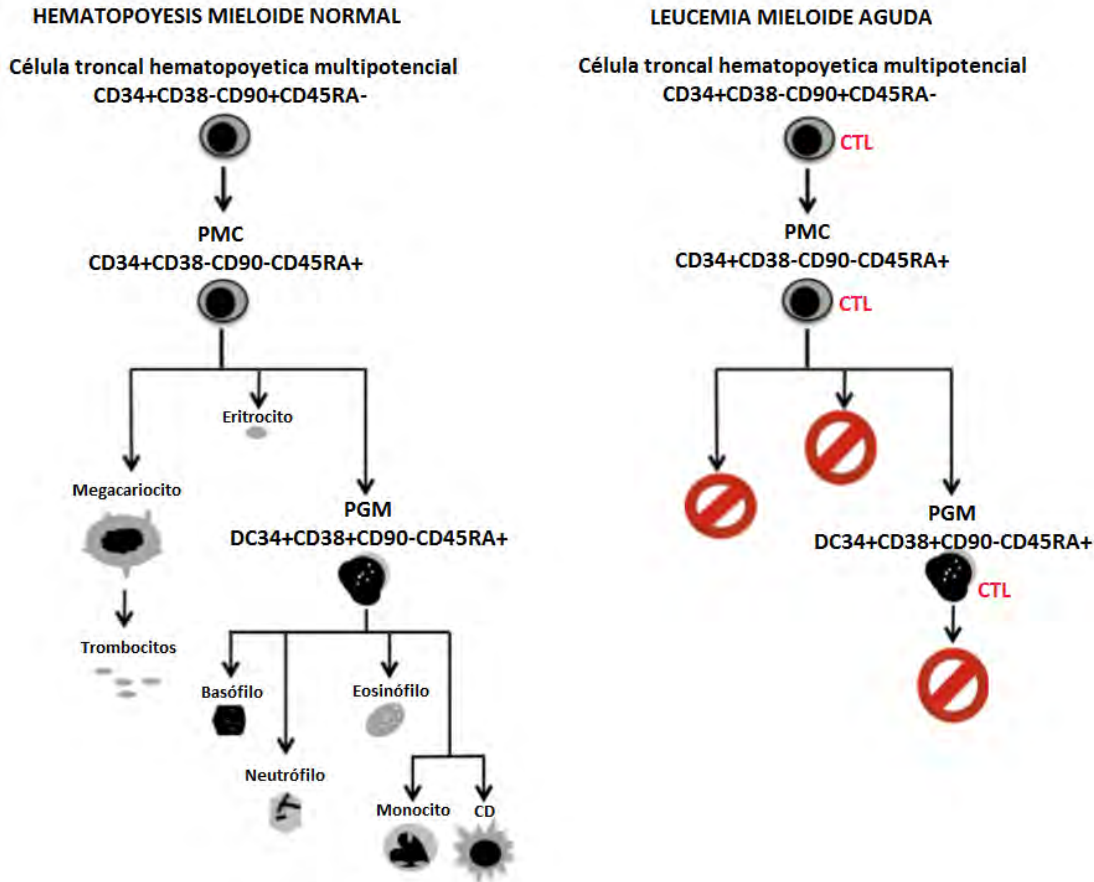 HEMATOPOYESIS MIELOIDE NORMAL
Célula troncal hematopoyetica multipotencial
CD34+CD38-CD90+CD45RA-
PMC
CD34+CD38-CD90-CD45RA+
Eritrocito
Megacariocito
PGM
DC34+CD38+CD90-CD45RA+
Trombocitos
Basófilo
Eosinófilo
Neutrófilo
Monocito
CD
LEUCEMIA MIELOIDE AGUDA
Célula troncal hematopoyetica multipotencial
CD34+CD38-CD90+CD45RA-
CTL
PMC
CD34+CD38-CD90-CD45RA+
CTL
PGM
DC34+CD38+CD90-CD45RA+
CTL